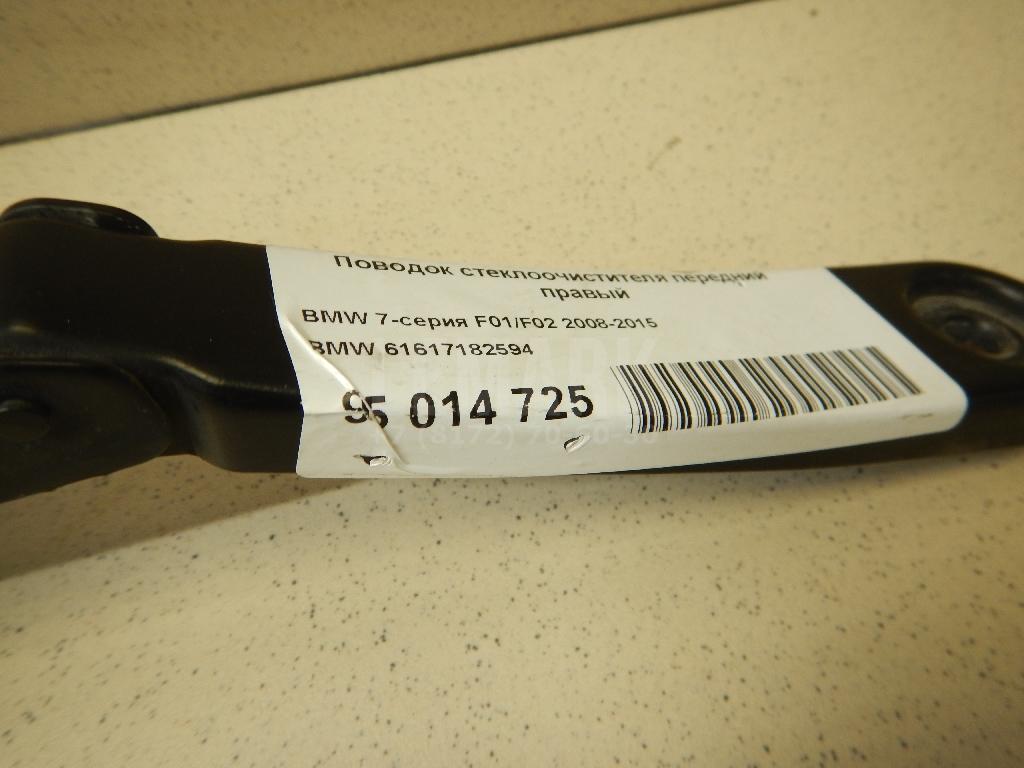 Поводок стеклоочистителя передний
правый
BMW 7-серия F01/F02 2008-2015
BMW 61617182594
95 014 725